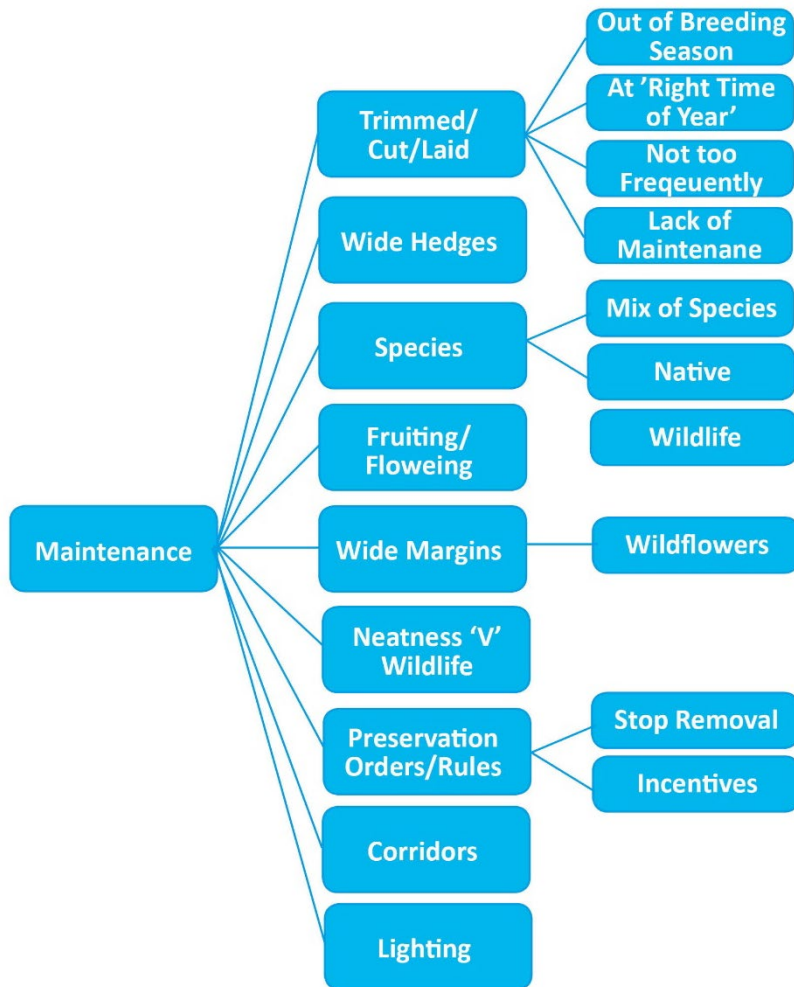 Maintenance
Trimmed/
Cut/Laid
Out of Breeding
Season
At 'Right Time
of Year'
Not too
Freqeuently
Lack of
Maintenane
Wide Hedges
Species
Mix of Species
Native
Wildlife
Fruiting/
Floweing
Wide Margins
Wildflowers
Neatness ‘V’
Wildlife
Preservation
Orders/Rules
Stop Removal
Incentives
Corridors
Lighting